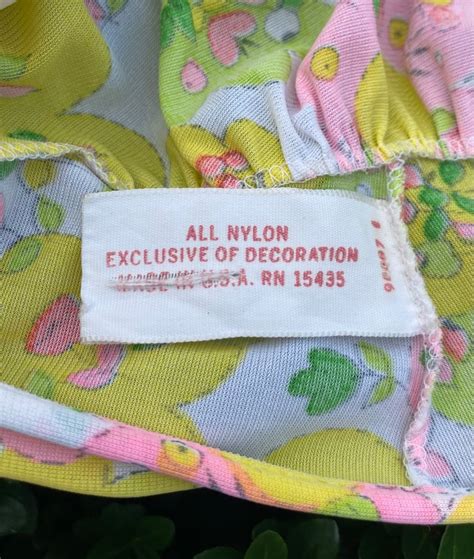 ALL NYLON
EXCLUSIVE OF DECORATION
MADE IN U.S.A. RN 15435